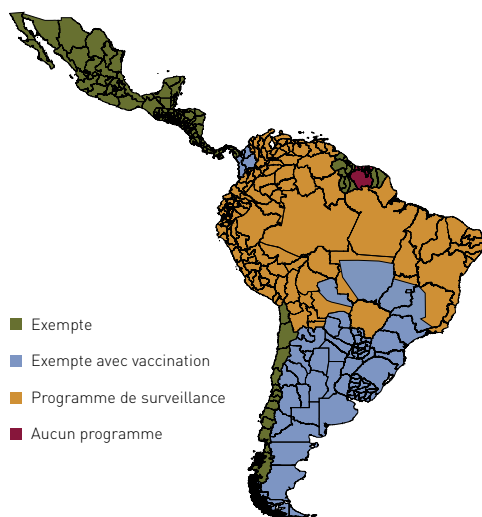 Exempte
Exempte avec vaccination
Programme de surveillance
Aucun programme